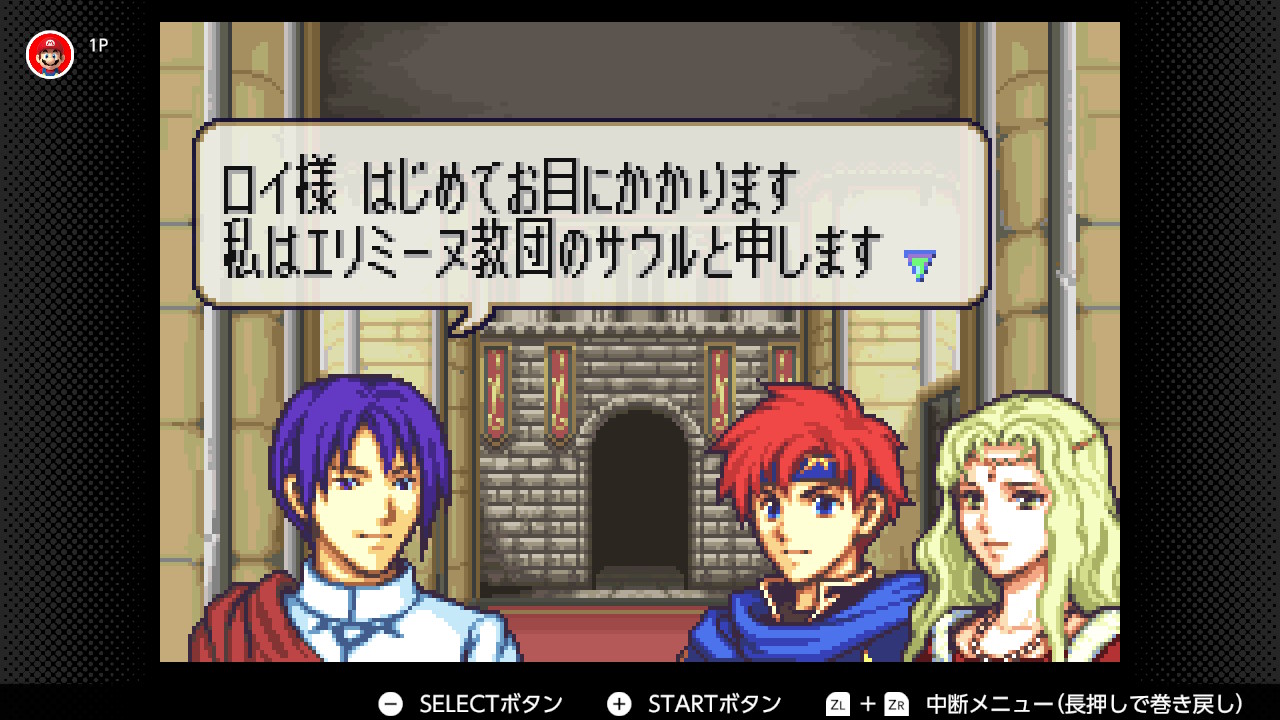 1P
ロイ様 はじめてお目にかかります
私はエリミーヌ教団のサウルと申します
− SELECTボタン + STARTボタン ZL + ZR 中断メニュー(長押しで巻き戻し)